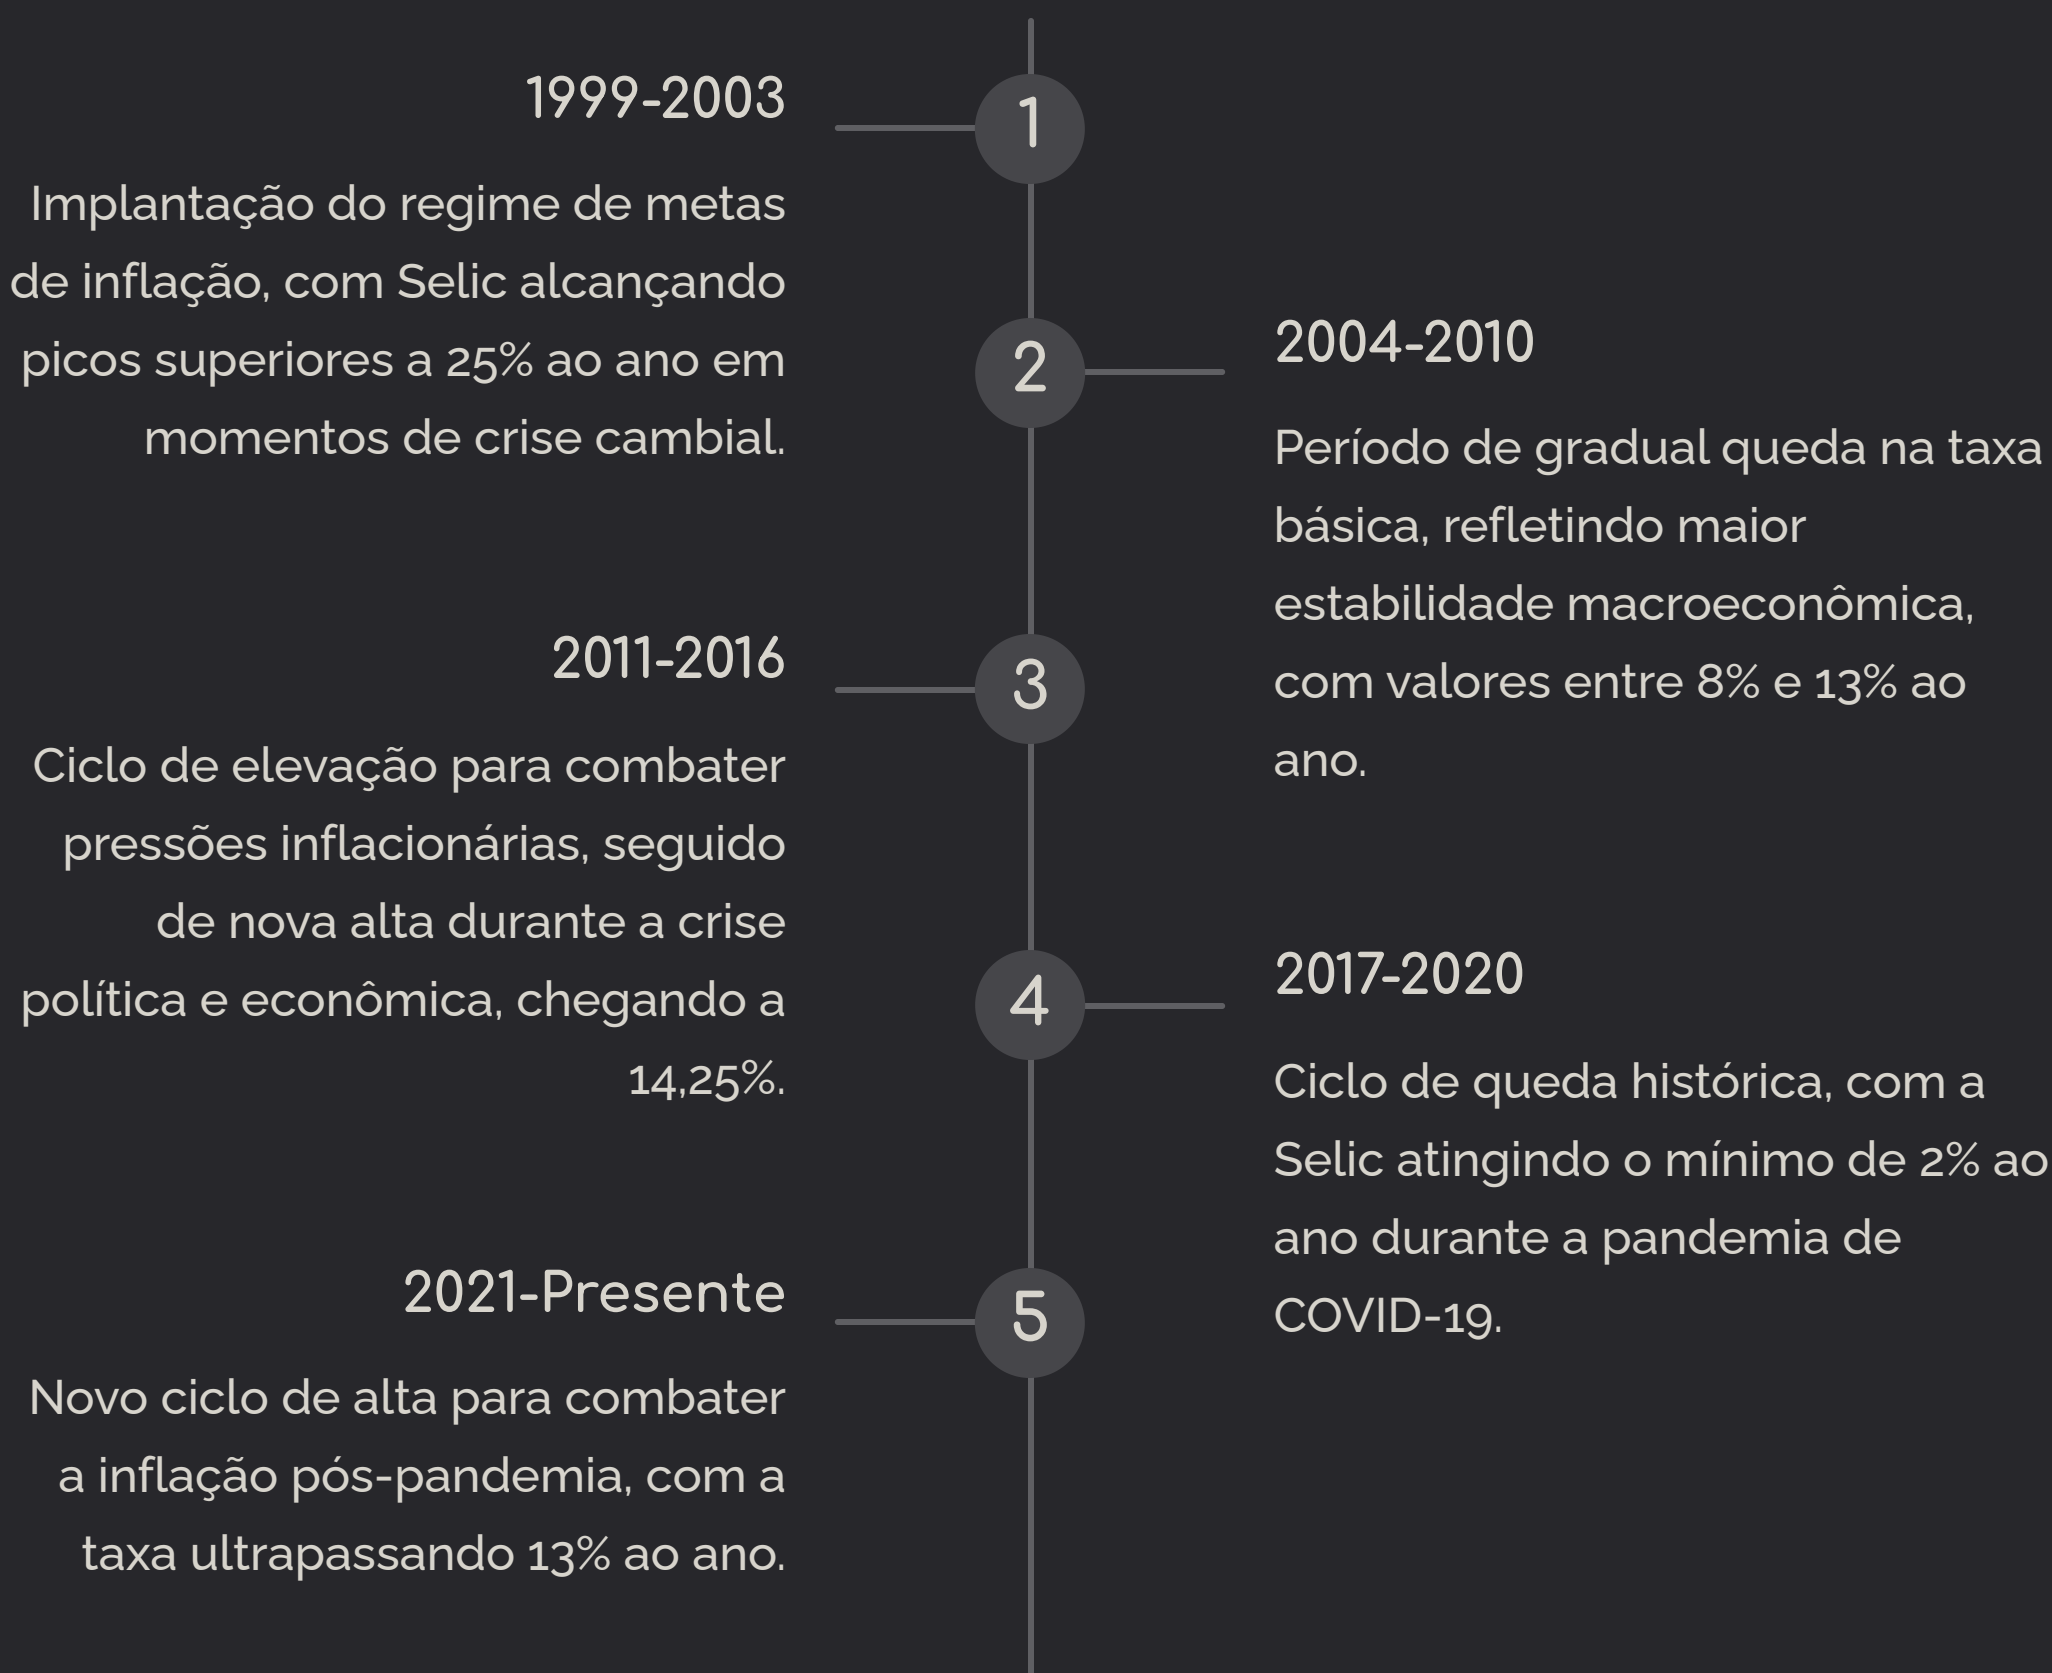 1999-2003
1
Implantação do regime de metas
de inflação, com Selic alcançando
picos superiores a 25% ao ano em
momentos de crise cambial.
2
2004-2010
Período de gradual queda na taxa
básica, refletindo maior
estabilidade macroeconômica,
com valores entre 8% e 13% ao
ano.
2011-2016
3
Ciclo de elevação para combater
pressões inflacionárias, seguido
de nova alta durante a crise
política e econômica, chegando a
14,25%.
4
2017-2020
Ciclo de queda histórica, com a
Selic atingindo o mínimo de 2% ao
ano durante a pandemia de
COVID-19.
2021-Presente
5
Novo ciclo de alta para combater
a inflação pós-pandemia, com a
taxa ultrapassando 13% ao ano.